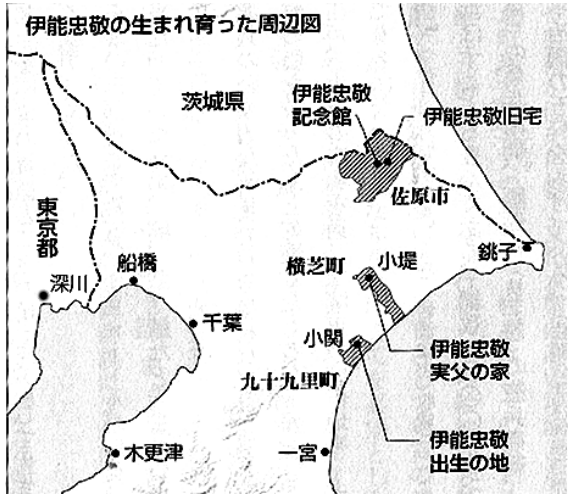 伊能忠敬の生まれ育った周辺図
茨城県
伊能忠敬
記念館
伊能忠敬旧宅
佐原市
東京都
深川
船橋
千葉
横芝町
小堤
銚子
小関
九十九里町
伊能忠敬
実父の家
伊能忠敬
出生の地
木更津
一宮